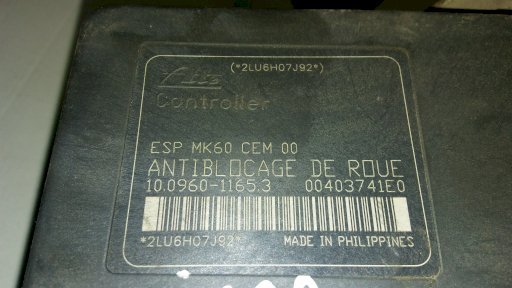 (*2LU6H07J92*)
Ate
Controller
ESP MK60 CEM 00
ANTIBLOCAGE DE ROUE
10.0960-1165.3 00403741E0
*2LU6H07J92*
MADE IN PHILIPPINES